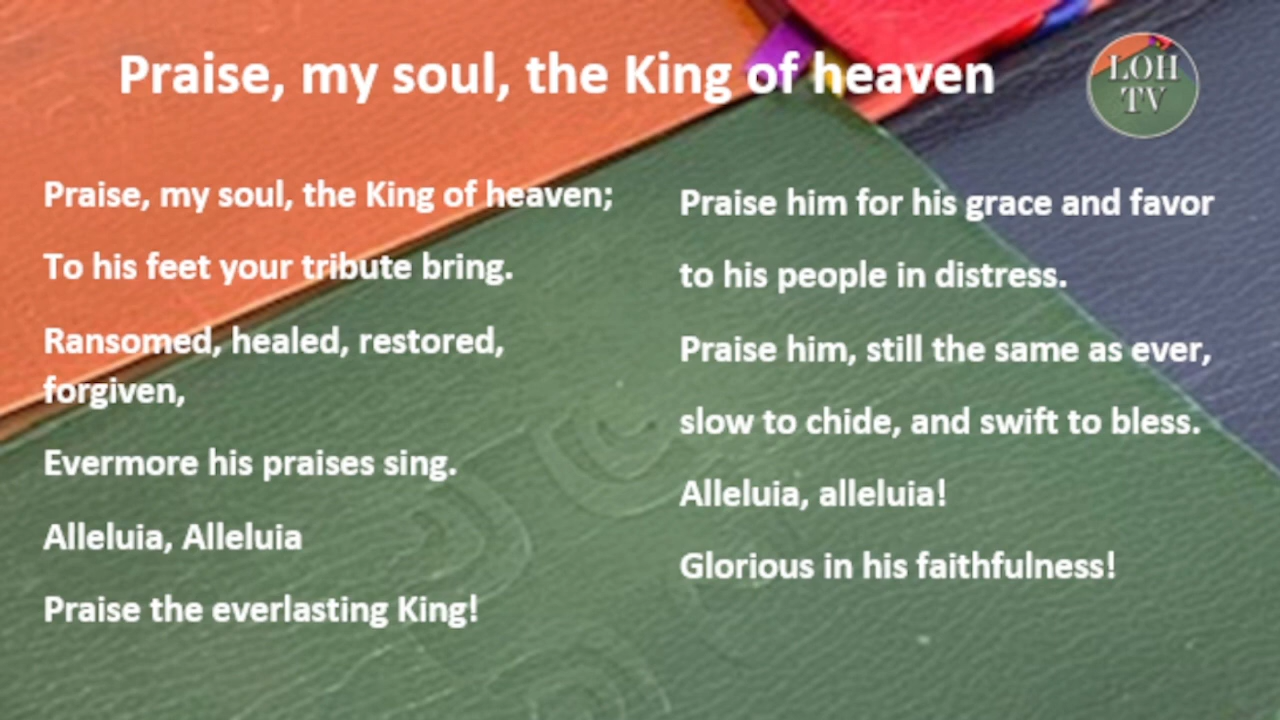 Praise, my soul, the King of heaven
LOH
TV
Praise, my soul, the King of heaven;
To his feet your tribute bring.
Ransomed, healed, restored,
forgiven,
Evermore his praises sing.
Alleluia, Alleluia
Praise the everlasting King!
Praise him for his grace and favor
to his people in distress.
Praise him, still the same as ever,
slow to chide, and swift to bless.
Alleluia, alleluia!
Glorious in his faithfulness!